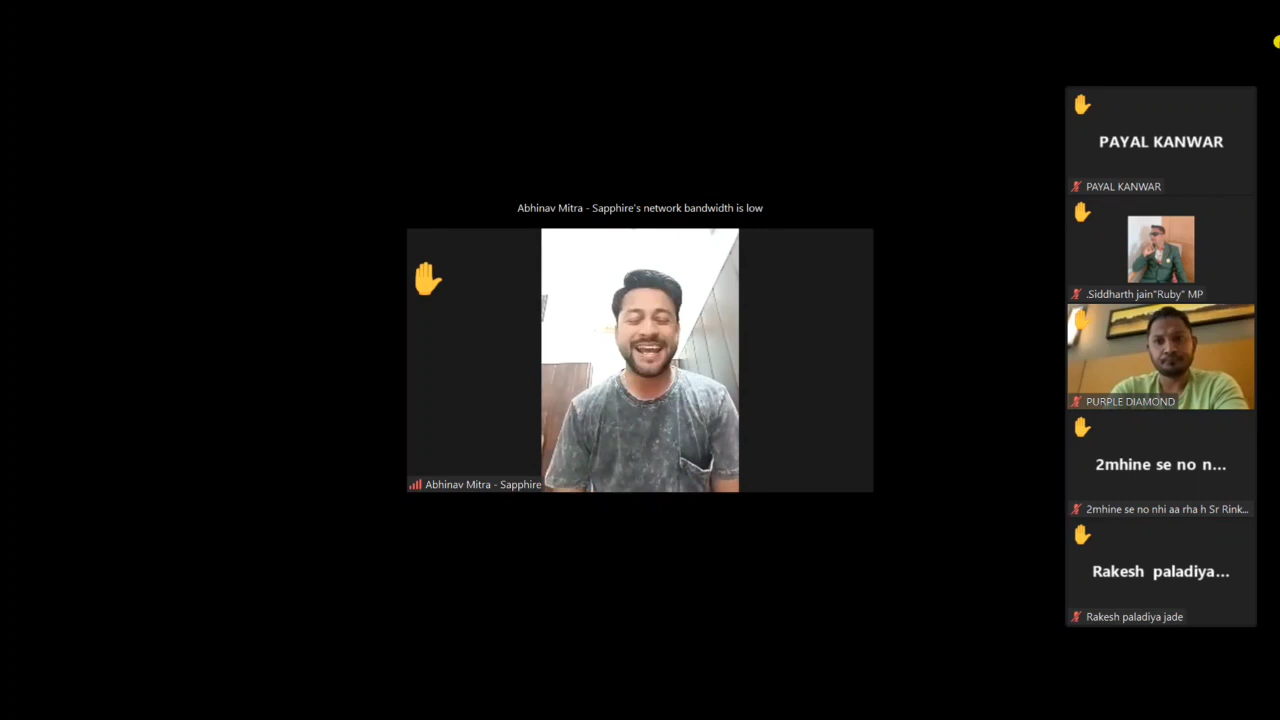 Abhinav Mitra - Sapphire's network bandwidth is low
Abhinav Mitra - Sapphire
PAYAL KANWAR
PAYAL KANWAR
.Siddharth jain"Ruby" MP
PURPLE DIAMOND
2mhine se no n...
2mhine se no nhi aa rha h Sr Rink...
Rakesh paladiya...
Rakesh paladiya jade